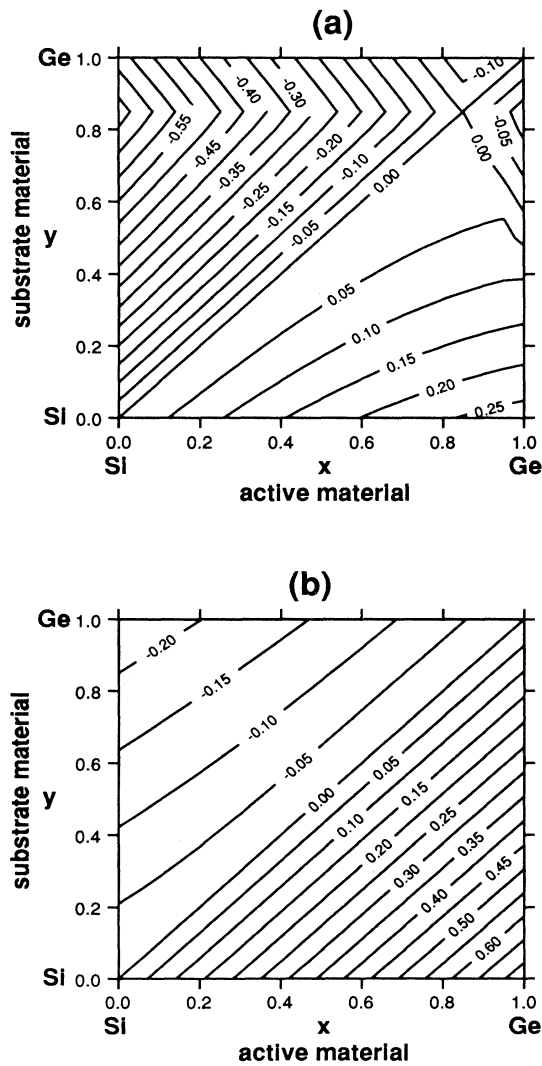 (a)
Ge 1.0
-0.10
-0.40
-0.30
0.8
-0.55
-0.05
-0.45
-0.20
0.00
-0.35
-0.10
0.6
-0.25
0.00
-0.15
substrate material
y
-0.05
0.4
0.05
0.10
0.2
0.15
0.20
0.25
Si 0.0
0.0 0.2 0.4 0.6 0.8 1.0
Si x Ge
active material
(b)
Ge 1.0
-0.20
-0.15
0.8
-0.10
0.6
-0.05
0.05
substrate material
y
0.00
0.15
0.10
0.25
0.4
0.20
0.35
0.30
0.45
0.2
0.40
0.50
0.60
Si 0.0
0.0 0.2 0.4 0.6 0.8 1.0
Si x Ge
active material